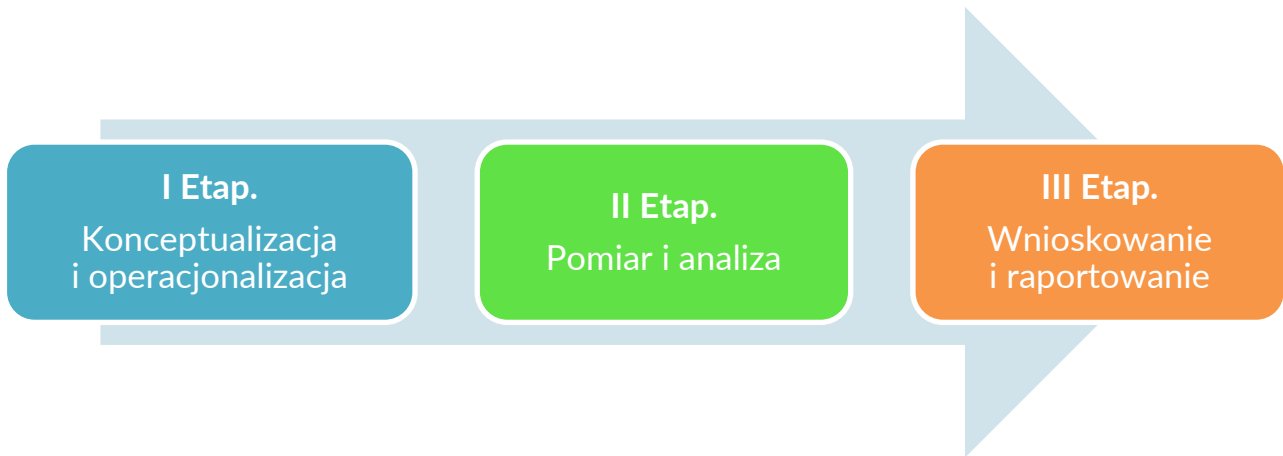 I Etap.
Konceptualizacja
i operacjonalizacja
II Etap.
Pomiar i analiza
III Etap.
Wnioskowanie
i raportowanie